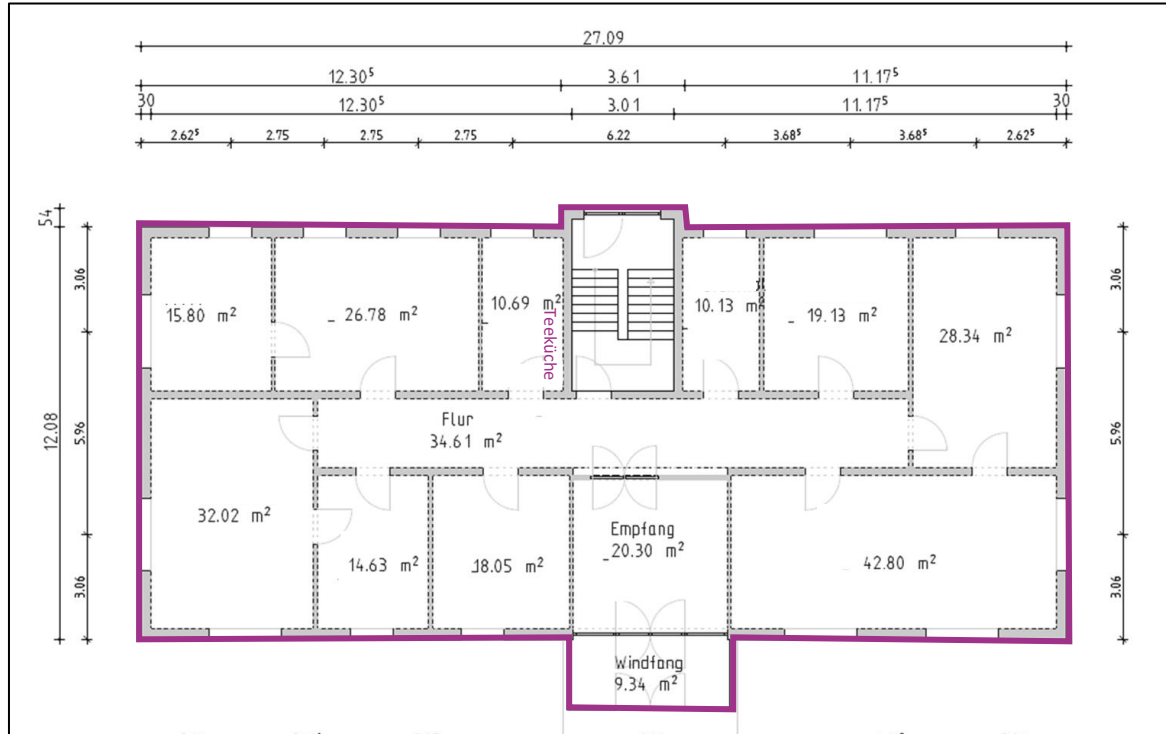 27.09
12.30⁵ 3.61 11.17⁵
30 12.30⁵ 3.01 11.17⁵ 30
2.62⁵ 2.75 2.75 2.75 6.22 3.68⁵ 3.68⁵ 2.62⁵
54
3.06 3.06
15.80 m² 26.78 m² 10.69 m² 10.13 m² 19.13 m² 28.34 m²
Teeküche
12.08
5.96 5.96
Flur
34.61 m²
32.02 m²
14.63 m² 18.05 m²
Empfang
20.30 m²
42.80 m²
3.06 3.06
Windfang
9.34 m²